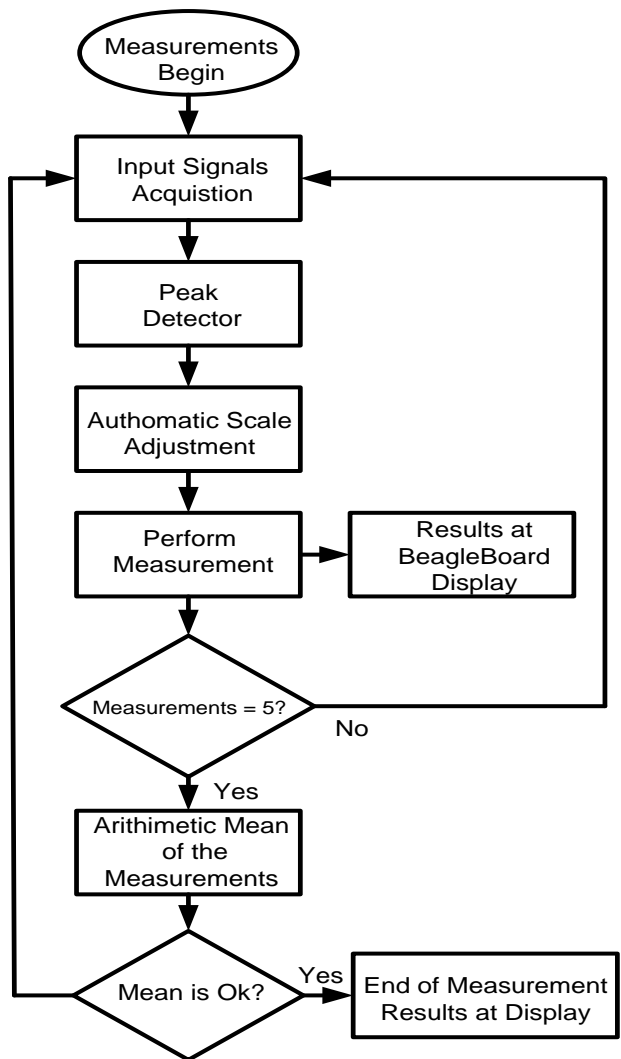 Measurements
Begin
Input Signals
Acquistion
Peak
Detector
Authomatic Scale
Adjustment
Perform
Measurement
Results at
BeagleBoard
Display
Measurements = 5?
No
Yes
Arithimetic Mean
of the
Measurements
Mean is Ok?
Yes
End of Measurement
Results at Display